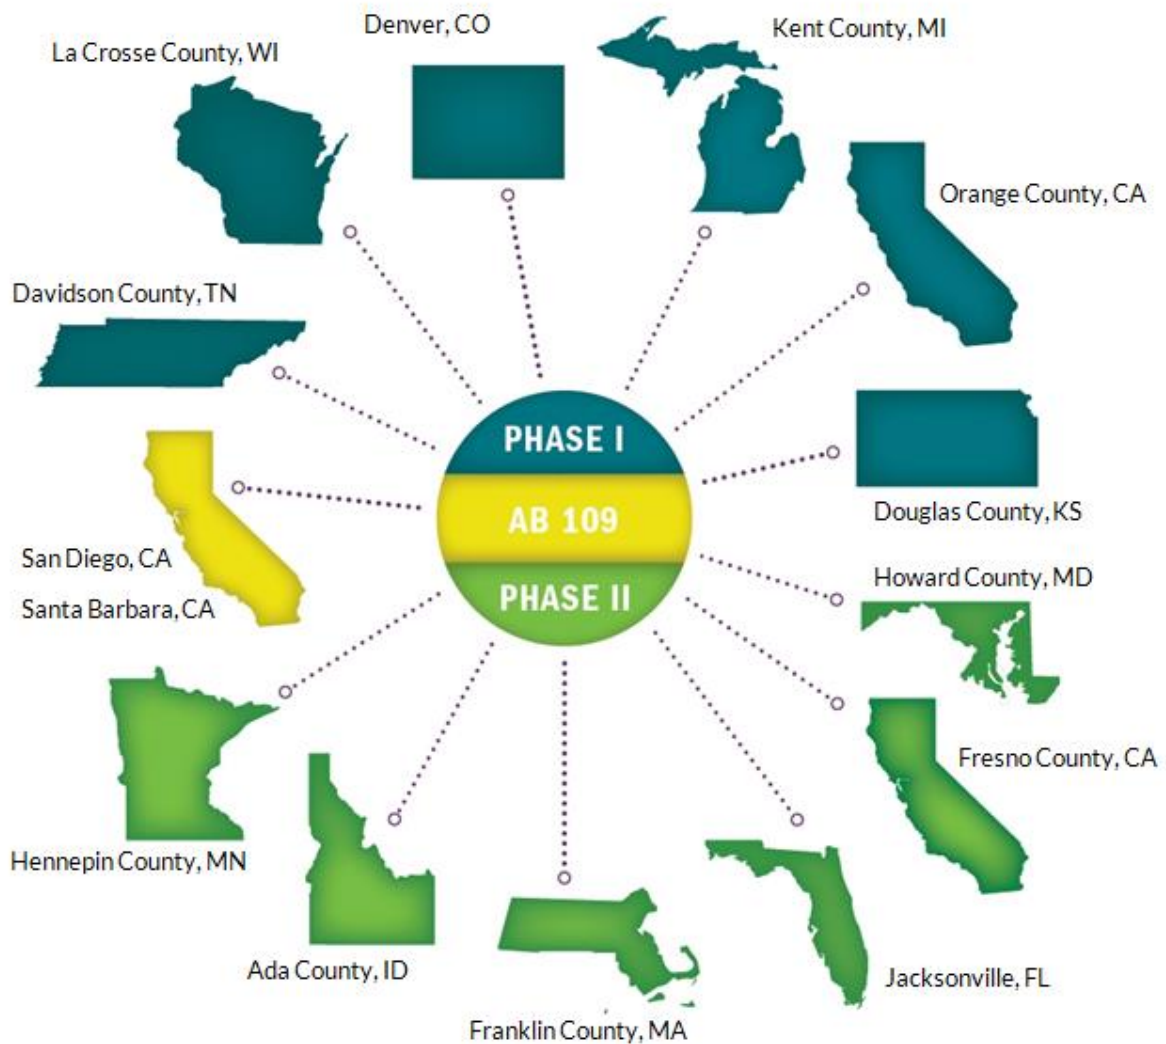 Denver, CO
Kent County, MI
La Crosse County, WI
Orange County, CA
Davidson County, TN
PHASE I
Douglas County, KS
AB 109
San Diego, CA
Howard County, MD
PHASE II
Santa Barbara, CA
Fresno County, CA
Hennepin County, MN
Ada County, ID
Jacksonville, FL
Franklin County, MA